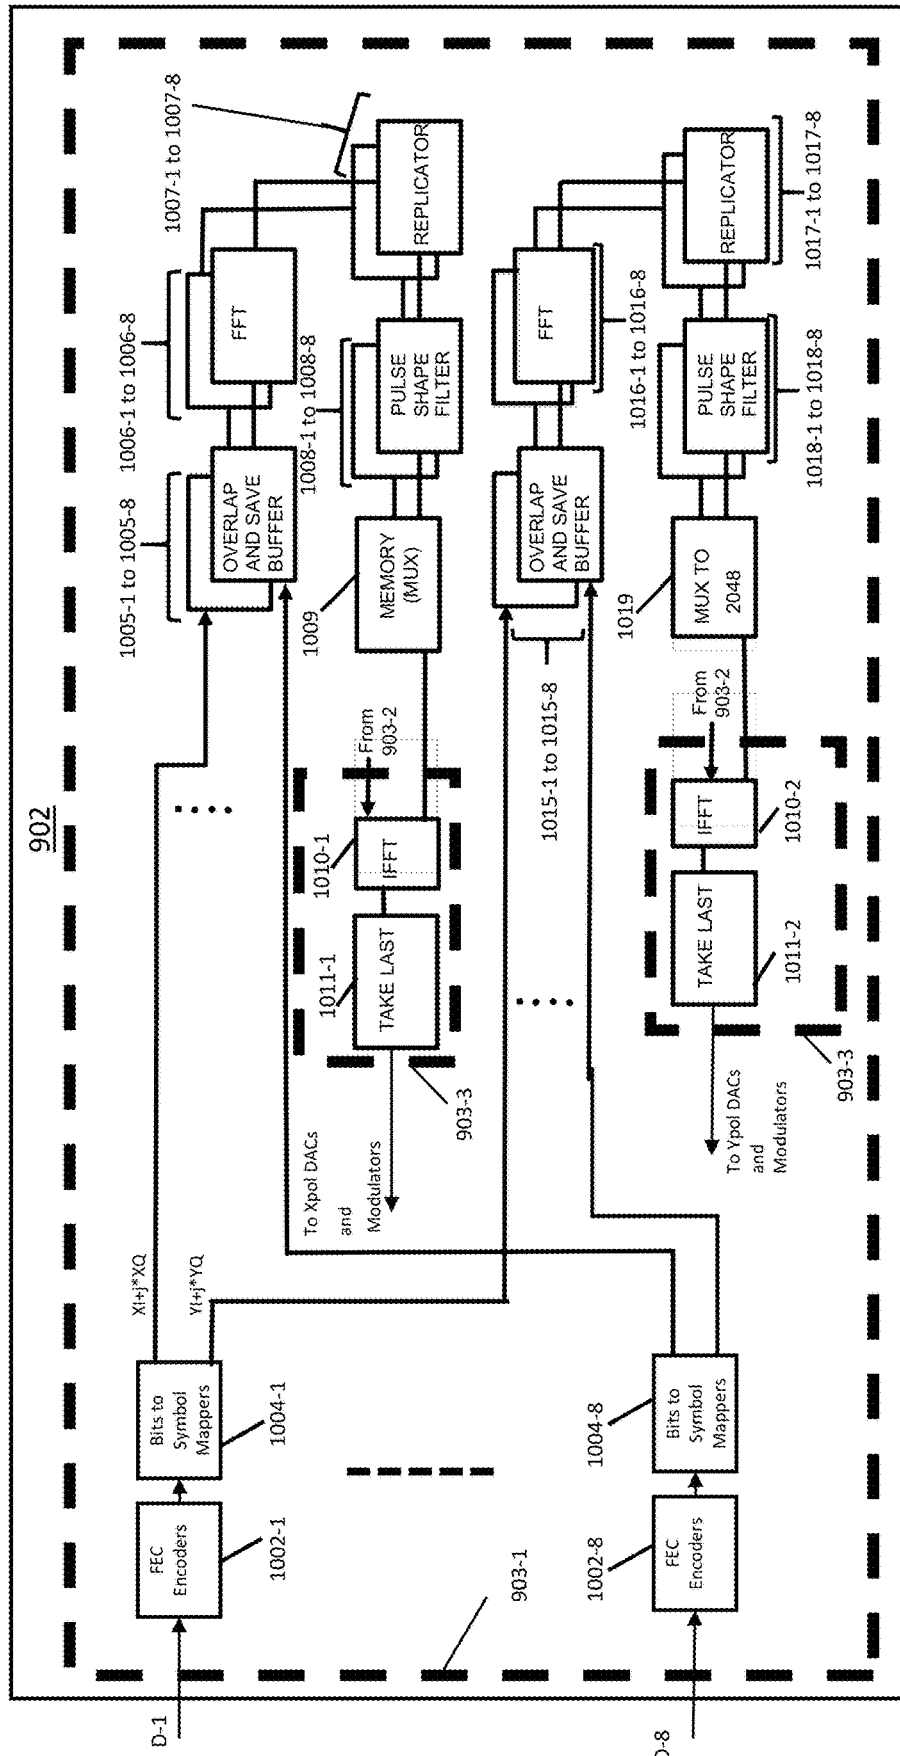 902
D-1
FEC
Encoders
1002-1
Bits to
Symbol
Mappers
1004-1
XI+j*XQ
YI+j*YQ
1005-1 to 1005-8
OVERLAP
AND SAVE
BUFFER
1006-1 to 1006-8
FFT
1007-1 to 1007-8
REPLICATOR
1008-1 to 1008-8
PULSE
SHAPE
FILTER
1009
MEMORY
(MUX)
From
903-2
1010-1
IFFT
1011-1
TAKE LAST
903-3
To Xpol DACs
and
Modulators
1015-1 to 1015-8
OVERLAP
AND SAVE
BUFFER
FFT
1016-1 to 1016-8
REPLICATOR
1017-1 to 1017-8
PULSE
SHAPE
FILTER
1018-1 to 1018-8
1019
MUX TO
2048
From
903-2
IFFT
1010-2
TAKE LAST
1011-2
903-3
To Ypol DACs
and
Modulators
903-1
FEC
Encoders
1002-8
Bits to
Symbol
Mappers
1004-8